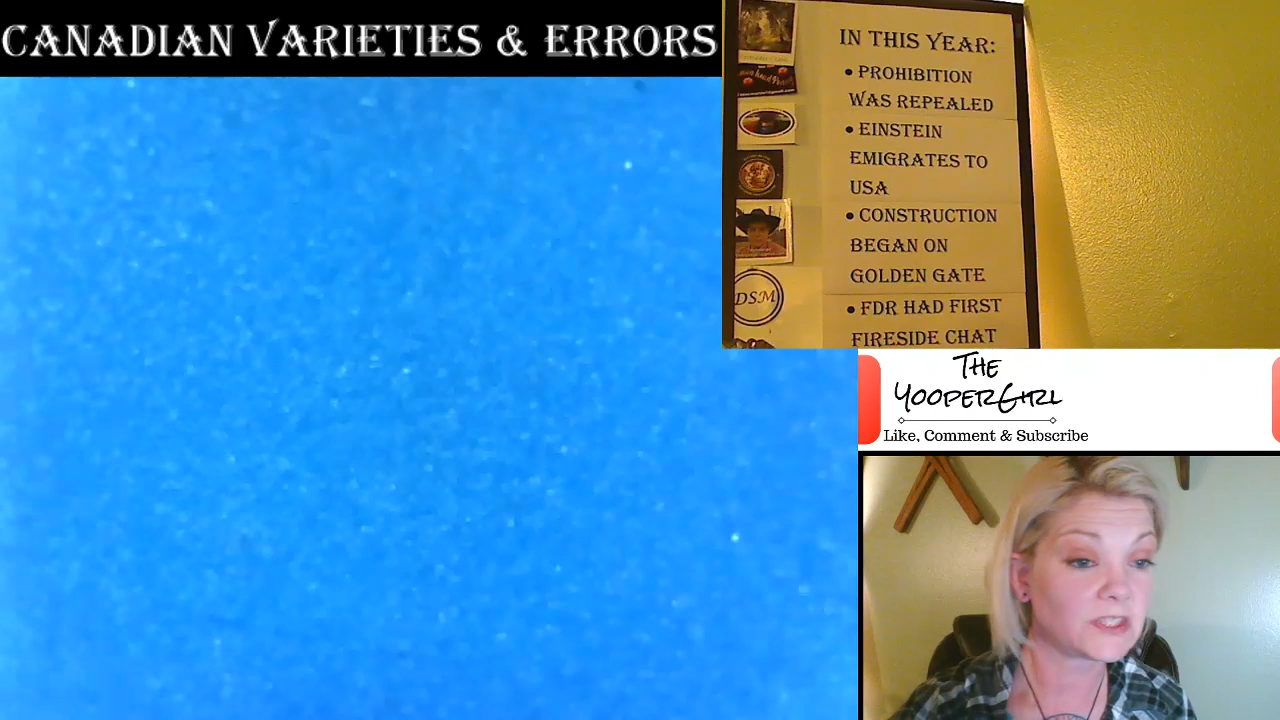 CANADIAN VARIETIES & ERRORS
IN THIS YEAR:
• PROHIBITION
WAS REPEALED
• EINSTEIN
EMIGRATES TO
USA
• CONSTRUCTION
BEGAN ON
GOLDEN GATE
• FDR HAD FIRST
FIRESIDE CHAT
DSM
THE
YOOPERGIRL
Like, Comment & Subscribe